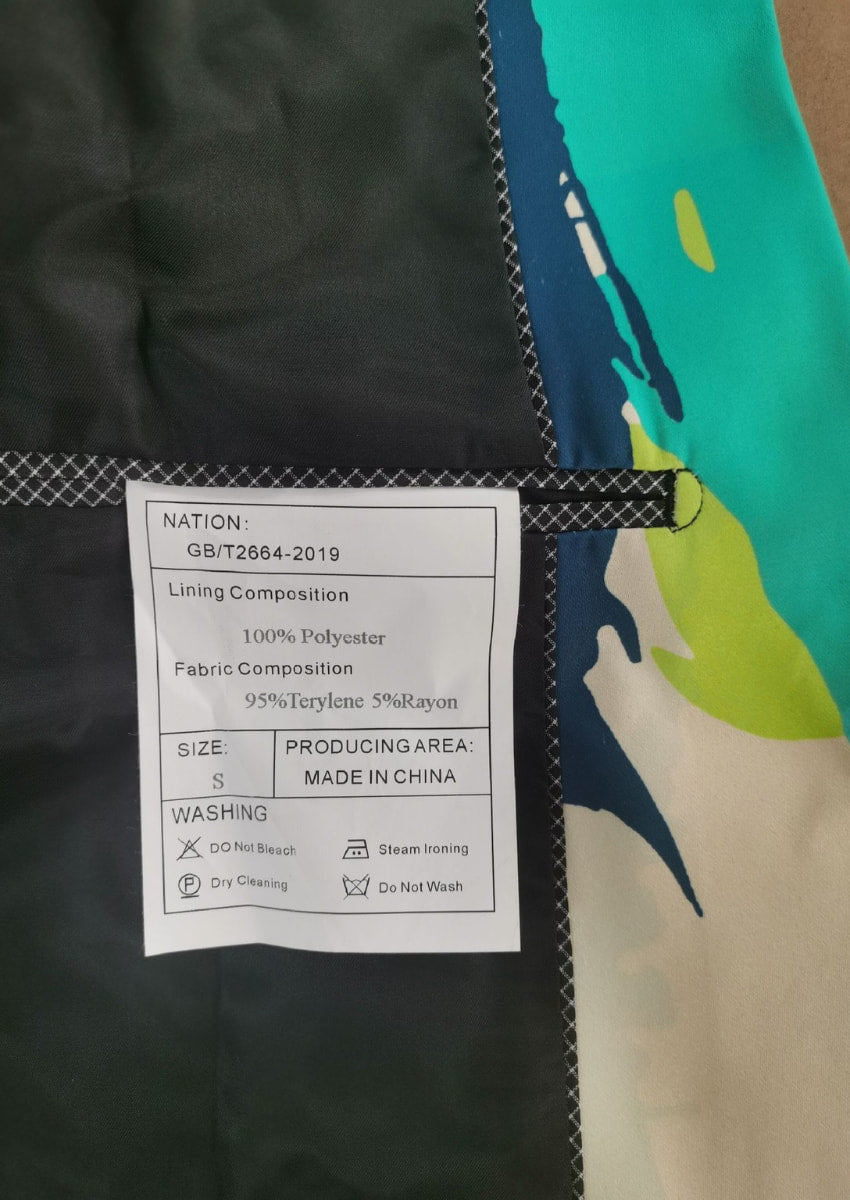 NATION:
GB/T2664-2019
Lining Composition
100% Polyester
Fabric Composition
95%Terylene 5%Rayon
SIZE:
S
PRODUCING AREA:
MADE IN CHINA
WASHING
DO Not Bleach
Steam Ironing
P
Dry Cleaning
Do Not Wash